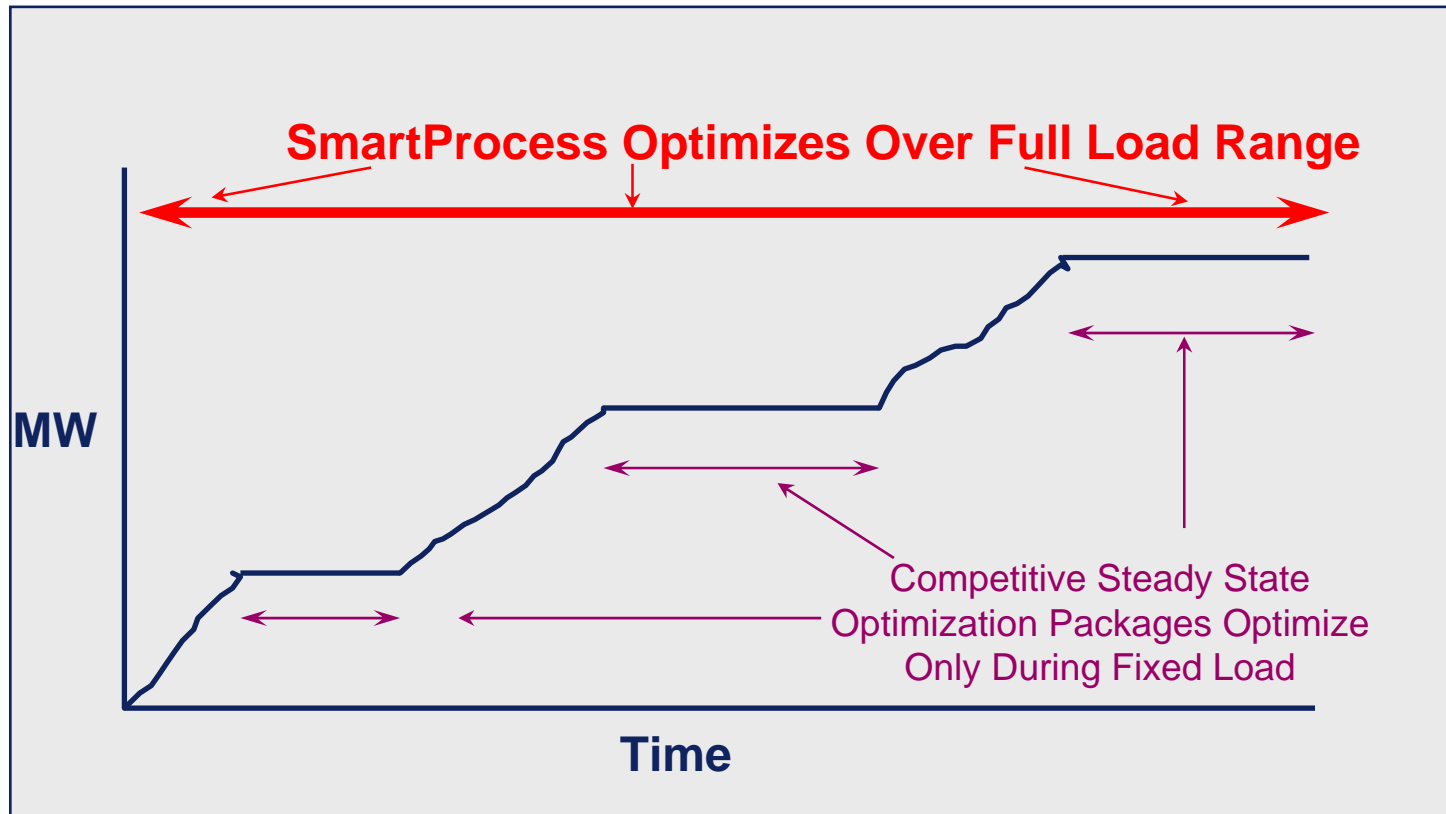 SmartProcess Optimizes Over Full Load Range
MW
Competitive Steady State
Optimization Packages Optimize
Only During Fixed Load
Time